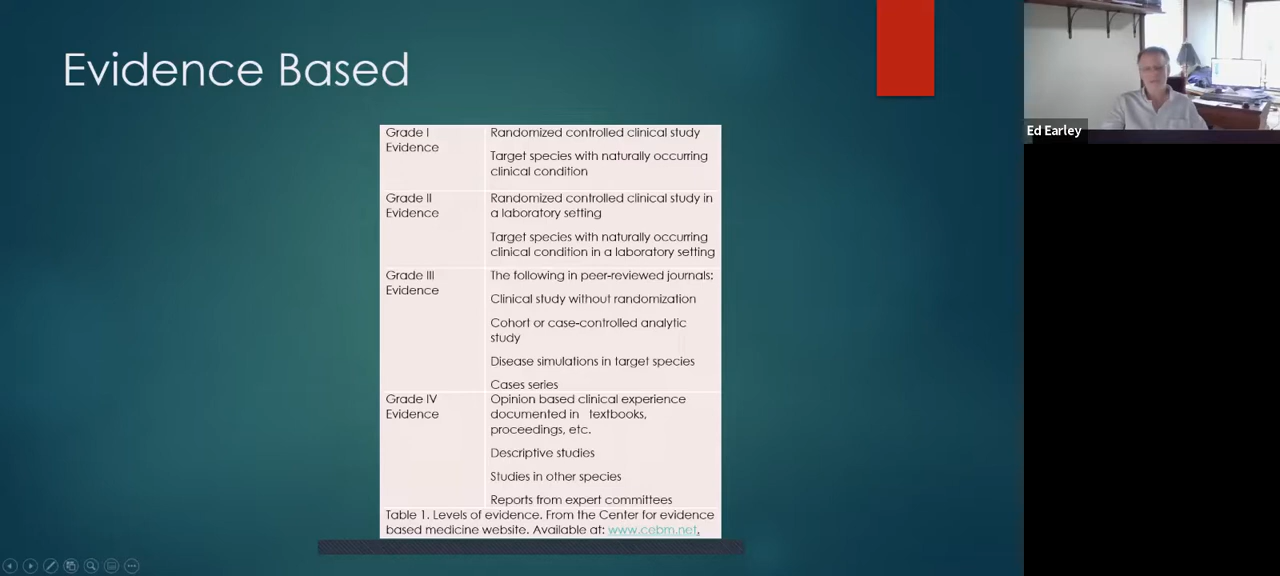 Evidence Based
Grade I
Evidence
Randomized controlled clinical study
Target species with naturally occurring
clinical condition
Grade II
Evidence
Randomized controlled clinical study in
a laboratory setting
Target species with naturally occurring
clinical condition in a laboratory setting
Grade III
Evidence
The following in peer-reviewed journals:
Clinical study without randomization
Cohort or case-controlled analytic
study
Disease simulations in target species
Cases series
Grade IV
Evidence
Opinion based clinical experience
documented in textbooks,
proceedings, etc.
Descriptive studies
Studies in other species
Reports from expert committees
Table 1. Levels of evidence. From the Center for evidence
based medicine website. Available at: www.cebm.net.
Ed Earley